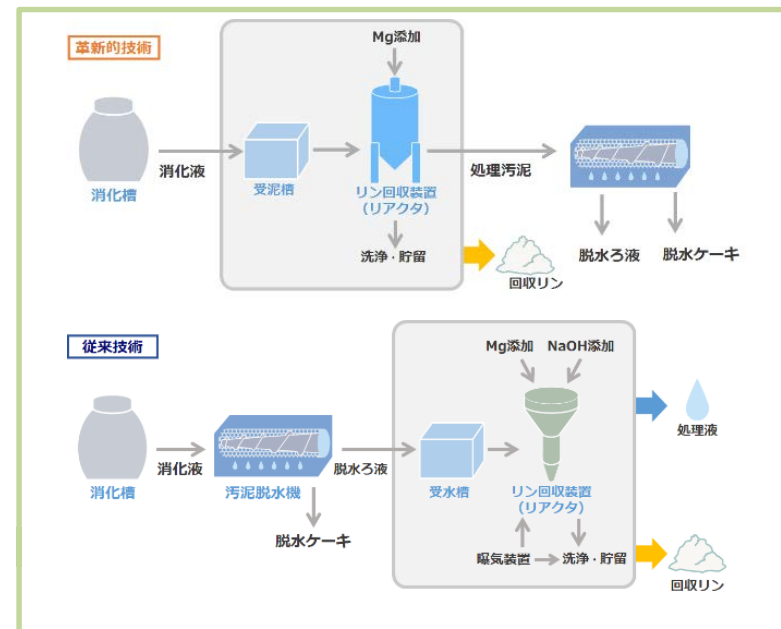 革新的技術
Mg添加
消化槽
消化液
受泥槽
リン回収装置
(リアクタ)
処理汚泥
洗浄・貯留
回収リン
脱水ろ液
脱水ケーキ
従来技術
Mg添加
NaOH添加
消化槽
消化液
汚泥脱水機
脱水ろ液
受水槽
リン回収装置
(リアクタ)
処理液
脱水ケーキ
曝気装置
洗浄・貯留
回収リン